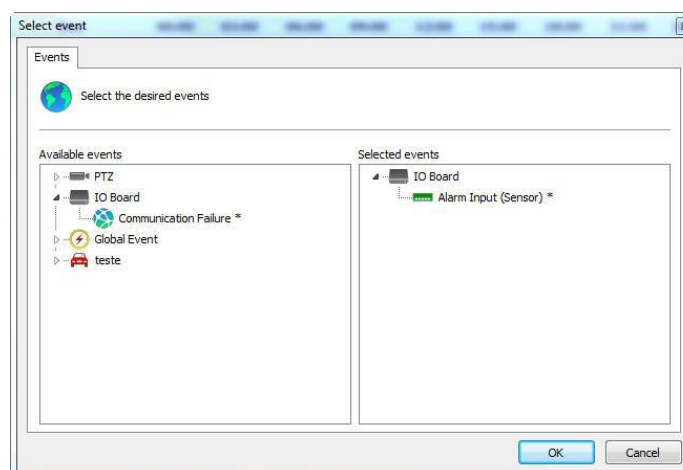 Select event
Events
Select the desired events
Available events
Selected events
PTZ
IO Board
Communication Failure *
Global Event
teste
IO Board
Alarm Input (Sensor) *
OK
Cancel